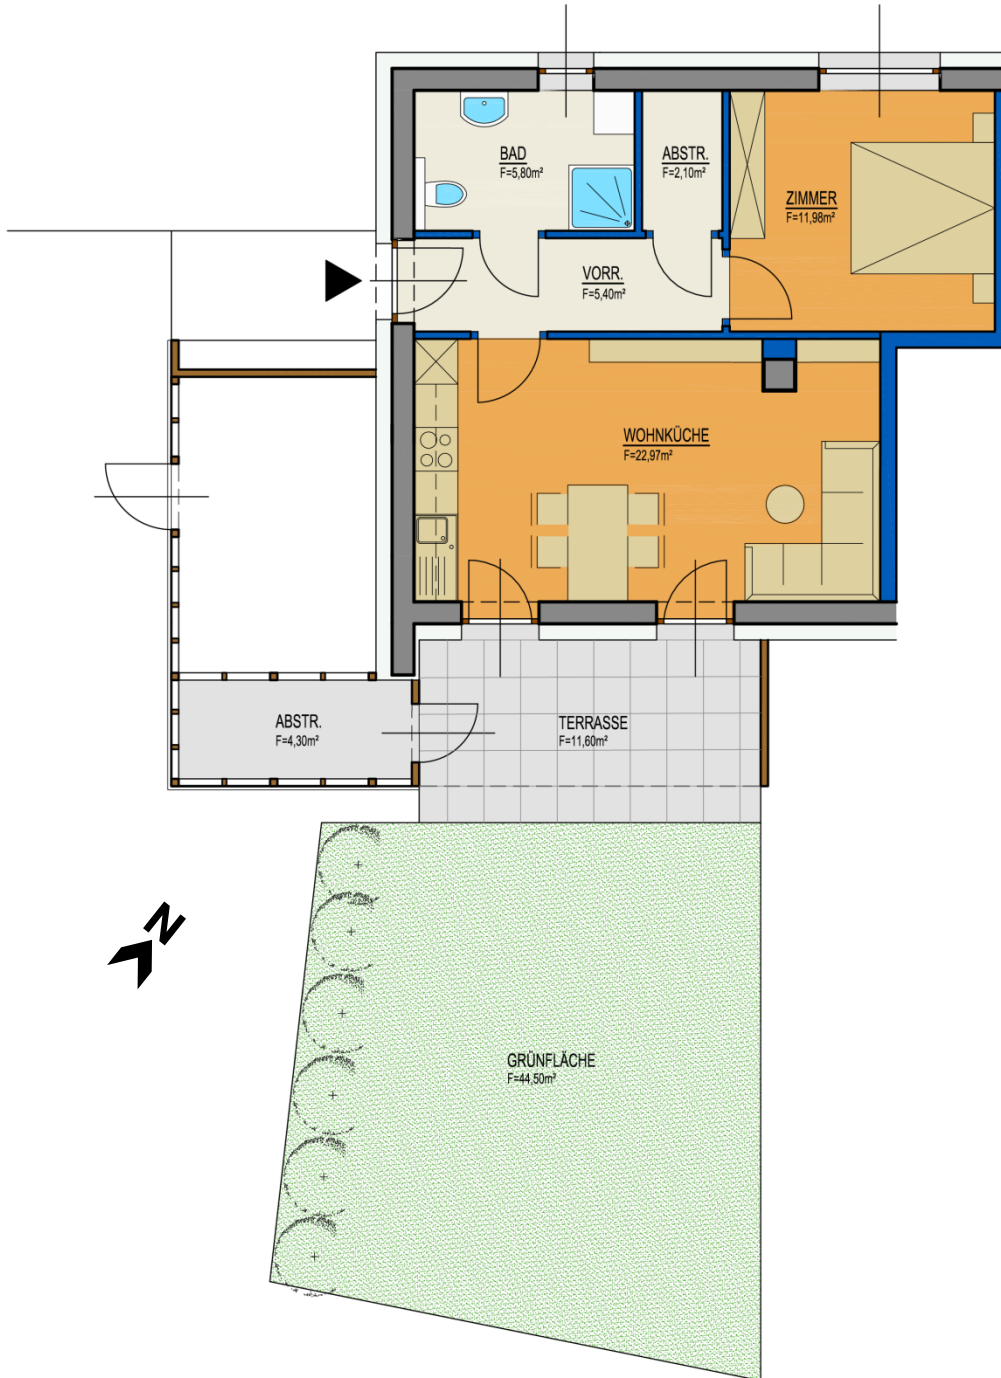 BAD
F=5,80m²
ABSTR.
F=2,10m²
ZIMMER
F=11,98m²
VORR.
F=5,40m²
WOHNKÜCHE
F=22,97m²
ABSTR.
F=4,30m²
TERRASSE
F=11,60m²
N
GRÜNFLÄCHE
F=44,50m²